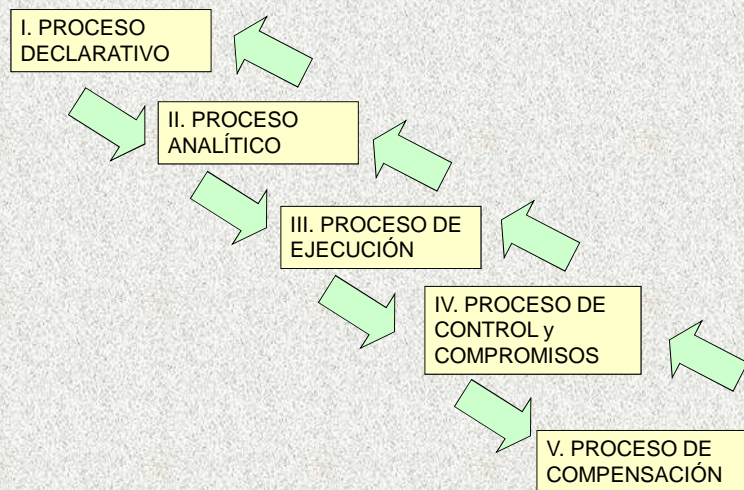 I. PROCESO
DECLARATIVO
II. PROCESO
ANALÍTICO
III. PROCESO DE
EJECUCIÓN
IV. PROCESO DE
CONTROL y
COMPROMISOS
V. PROCESO DE
COMPENSACIÓN